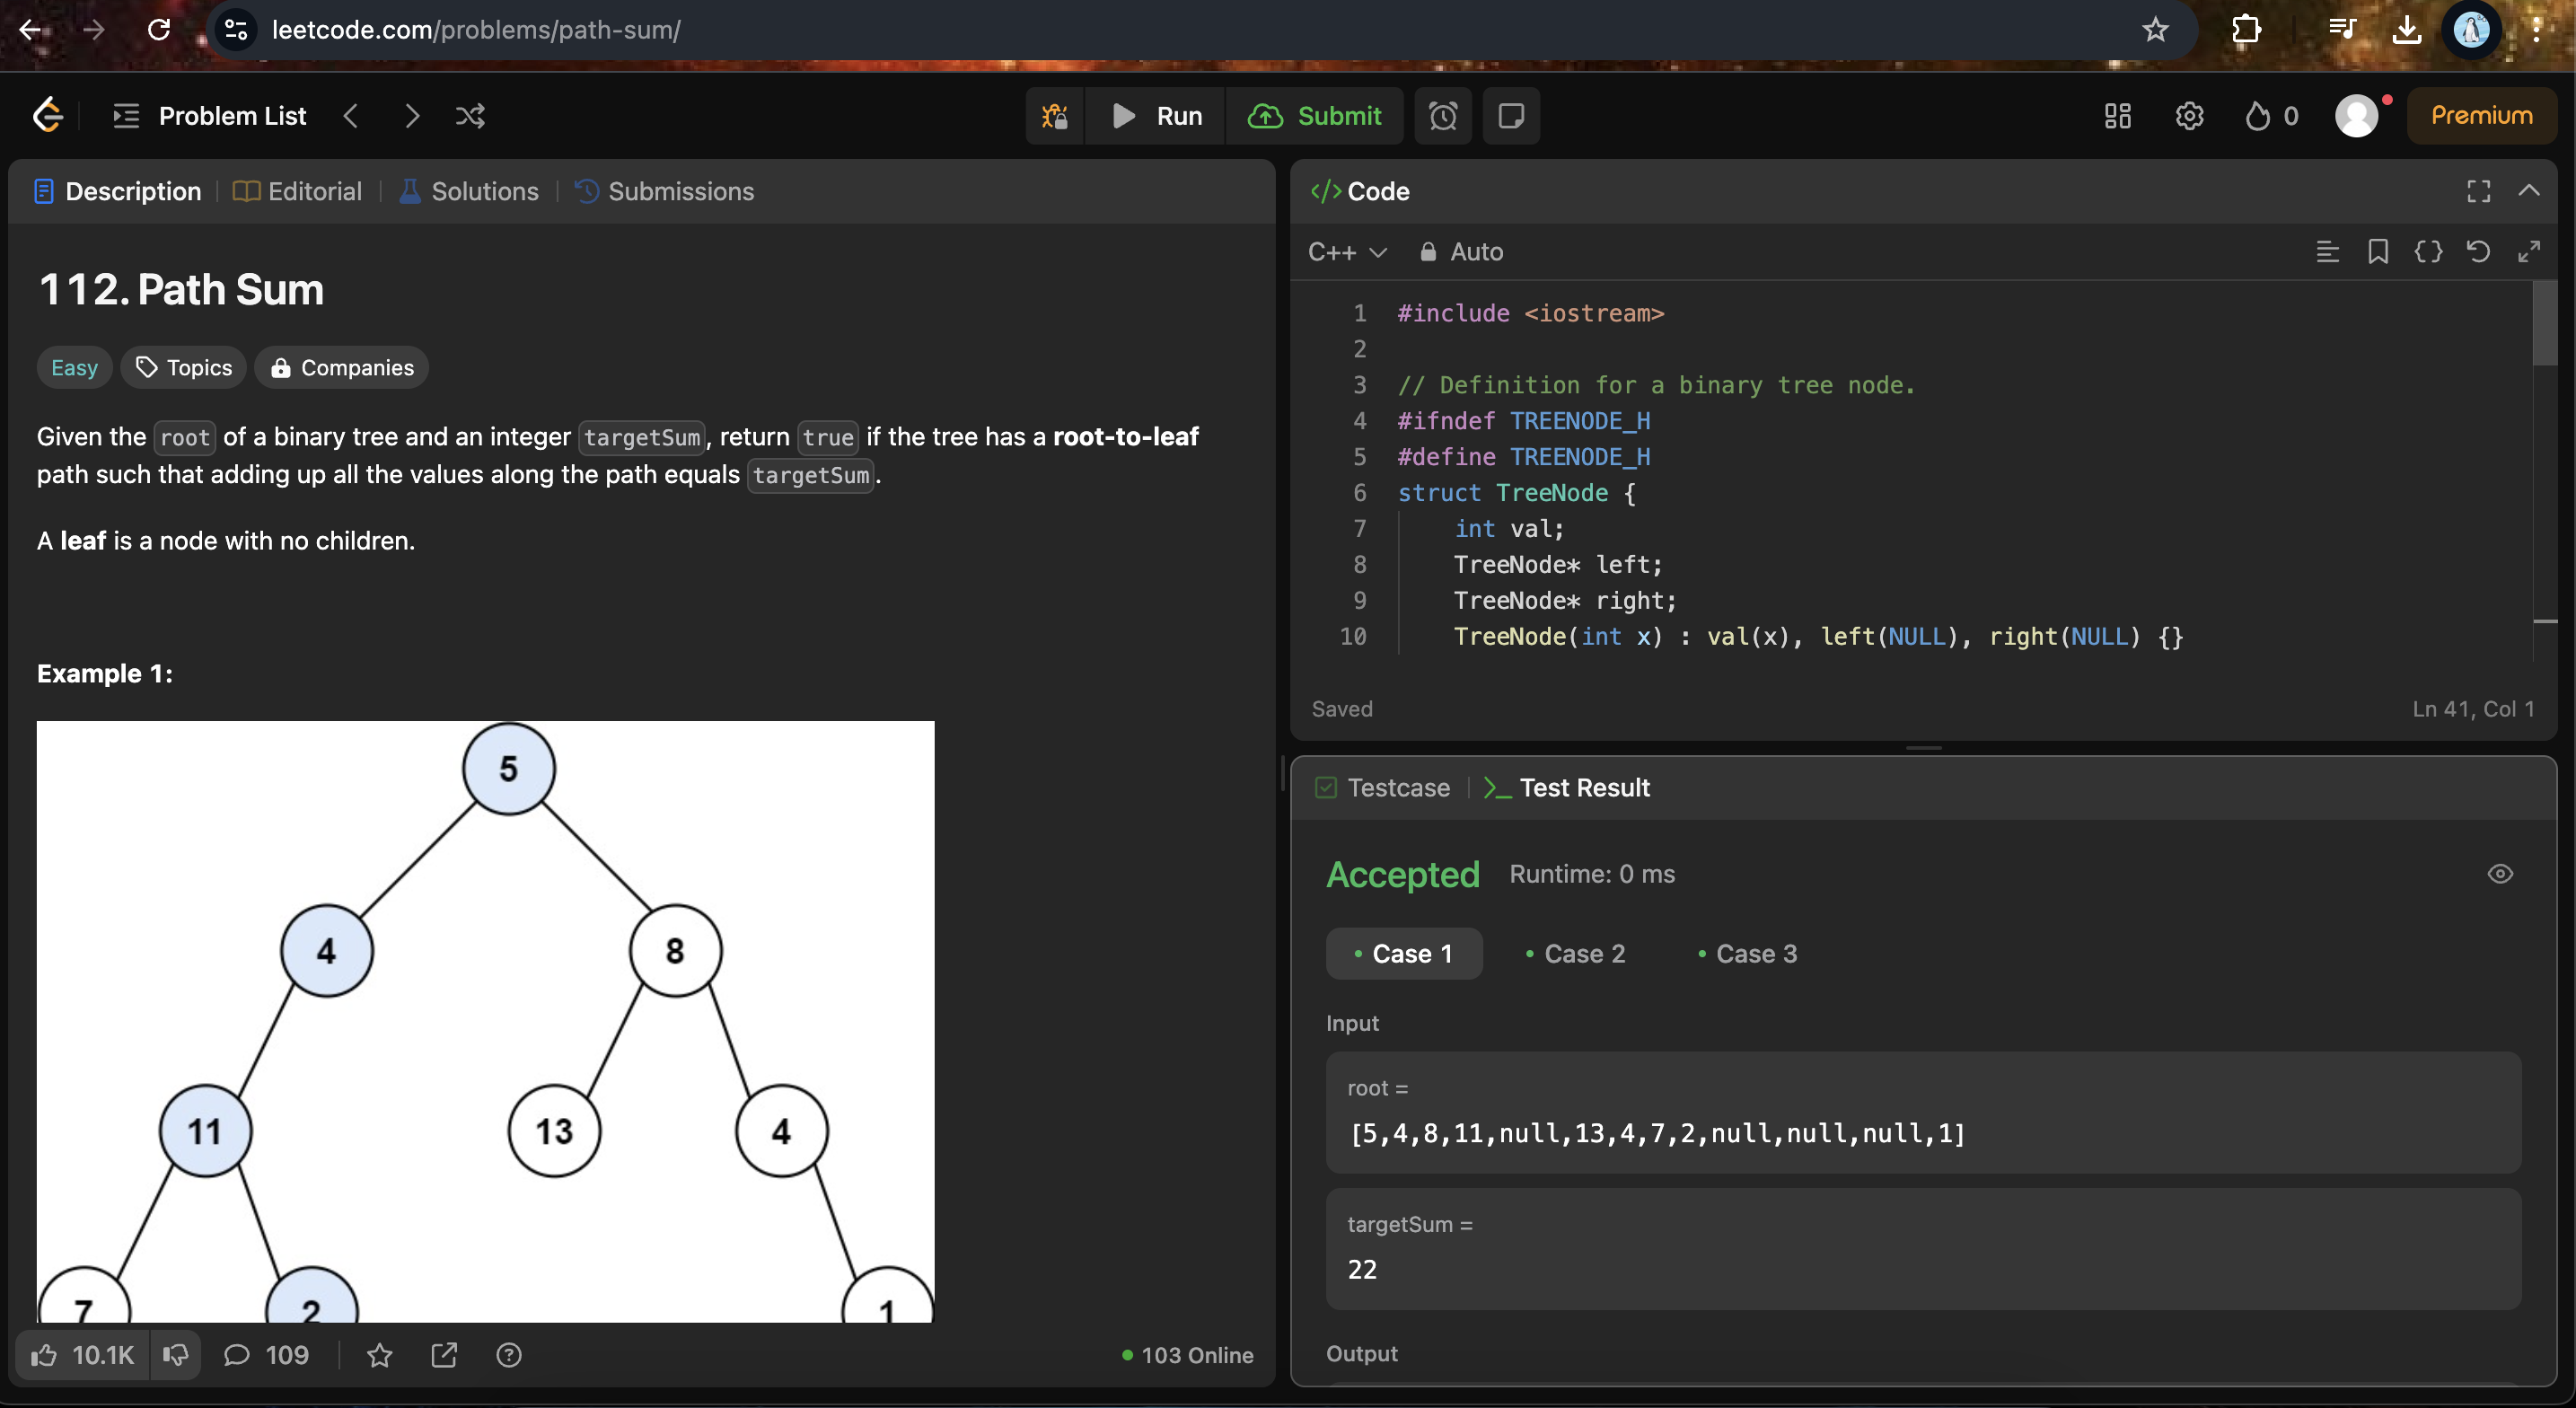 leetcode.com/problems/path-sum/
Problem List
Run
Submit
0
Premium
Description
Editorial
Solutions
Submissions
112. Path Sum
Easy
Topics
Companies
Given the root of a binary tree and an integer targetSum, return true if the tree has a root-to-leaf
path such that adding up all the values along the path equals targetSum.
A leaf is a node with no children.
Example 1:
5
4 8
11 13 4
7 2 1
10.1K
109
103 Online
</> Code
C++
Auto
1 #include <iostream>
2
3 // Definition for a binary tree node.
4 #ifndef TREENODE_H
5 #define TREENODE_H
6 struct TreeNode {
7 int val;
8 TreeNode* left;
9 TreeNode* right;
10 TreeNode(int x) : val(x), left(NULL), right(NULL) {}
Saved
Ln 41, Col 1
Testcase
Test Result
Accepted
Runtime: 0 ms
Case 1
Case 2
Case 3
Input
root =
[5,4,8,11,null,13,4,7,2,null,null,null,1]
targetSum =
22
Output